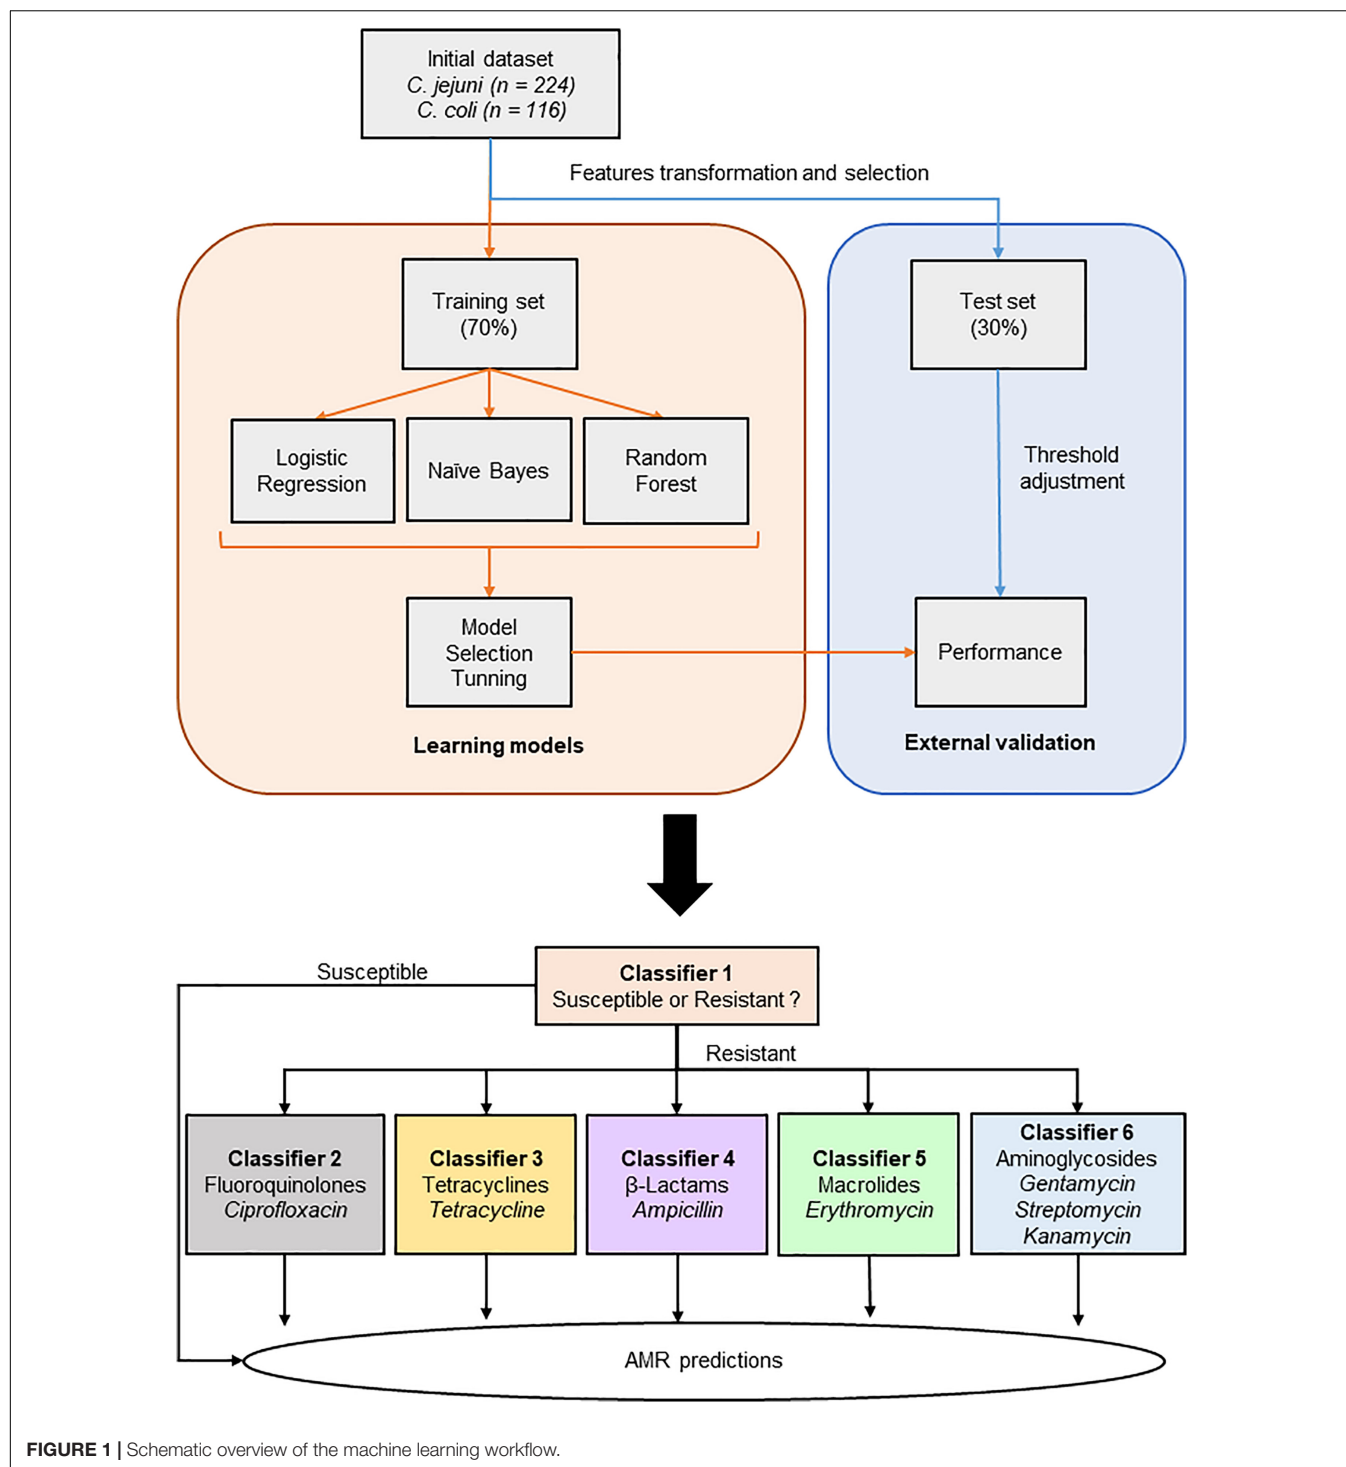 Initial dataset
C. jejuni (n = 224)
C. coli (n = 116)
Features transformation and selection
Training set
(70%)
Test set
(30%)
Logistic
Regression
Naïve Bayes
Random
Forest
Threshold
adjustment
Model
Selection
Tunning
Performance
Learning models
External validation
Classifier 1
Susceptible or Resistant ?
Susceptible
Resistant
Classifier 2
Fluoroquinolones
Ciprofloxacin
Classifier 3
Tetracyclines
Tetracycline
Classifier 4
β-Lactams
Ampicillin
Classifier 5
Macrolides
Erythromycin
Classifier 6
Aminoglycosides
Gentamycin
Streptomycin
Kanamycin
AMR predictions
FIGURE 1 | Schematic overview of the machine learning workflow.